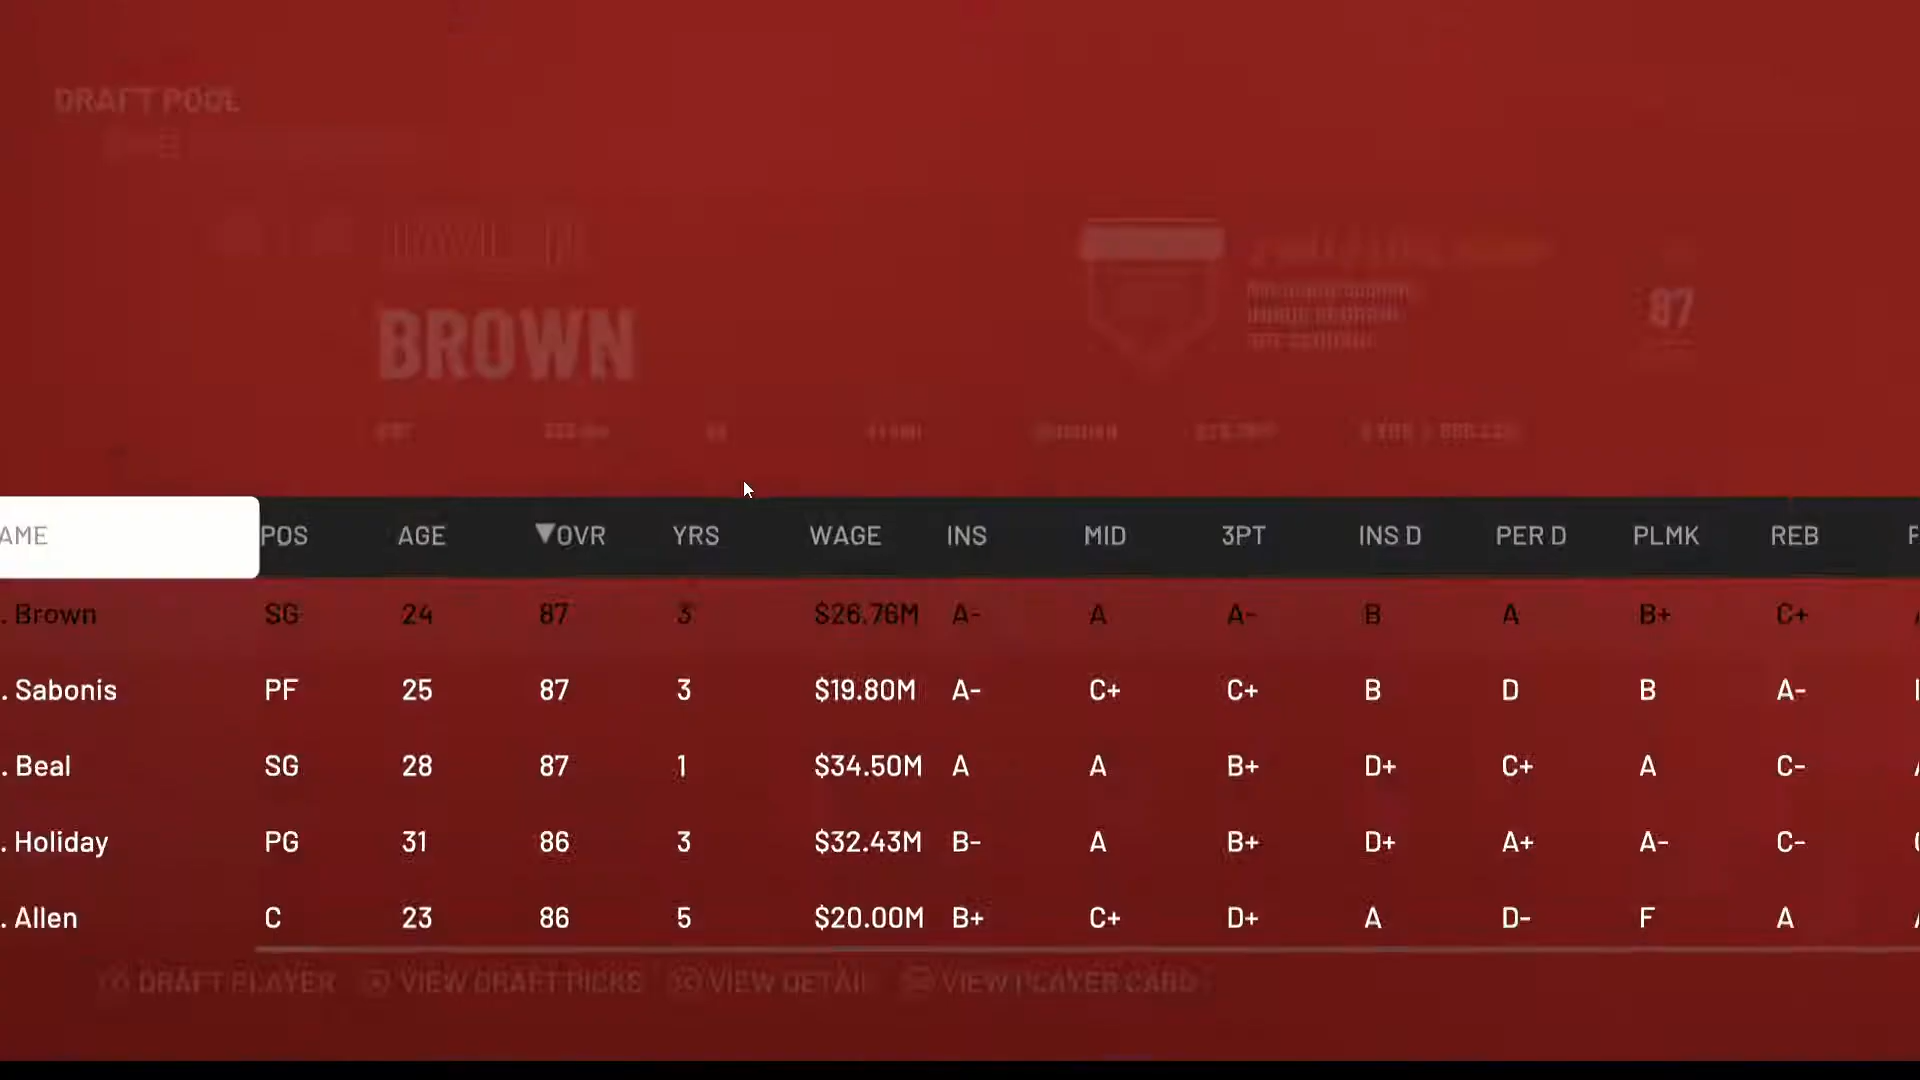 DRAFT POOL
BROWN
87
AME POS AGE ▼OVR YRS WAGE INS MID 3PT INS D PER D PLMK REB
. Brown SG 24 87 3 $26.76M A- A A- B A B+ C+
. Sabonis PF 25 87 3 $19.80M A- C+ C+ B D B A-
. Beal SG 28 87 1 $34.50M A A B+ D+ C+ A C-
. Holiday PG 31 86 3 $32.43M B- A B+ D+ A+ A- C-
. Allen C 23 86 5 $20.00M B+ C+ D+ A D- F A
DRAFT PLAYER VIEW DRAFT PICKS VIEW DETAIL VIEW PLAYER CARD